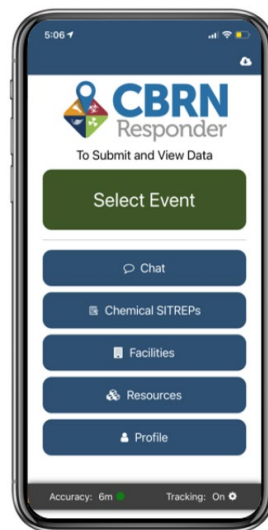 5:06
CBRN
Responder
To Submit and View Data
Select Event
Chat
Chemical SITREPs
Facilities
Resources
Profile
Accuracy: 6m Tracking: On